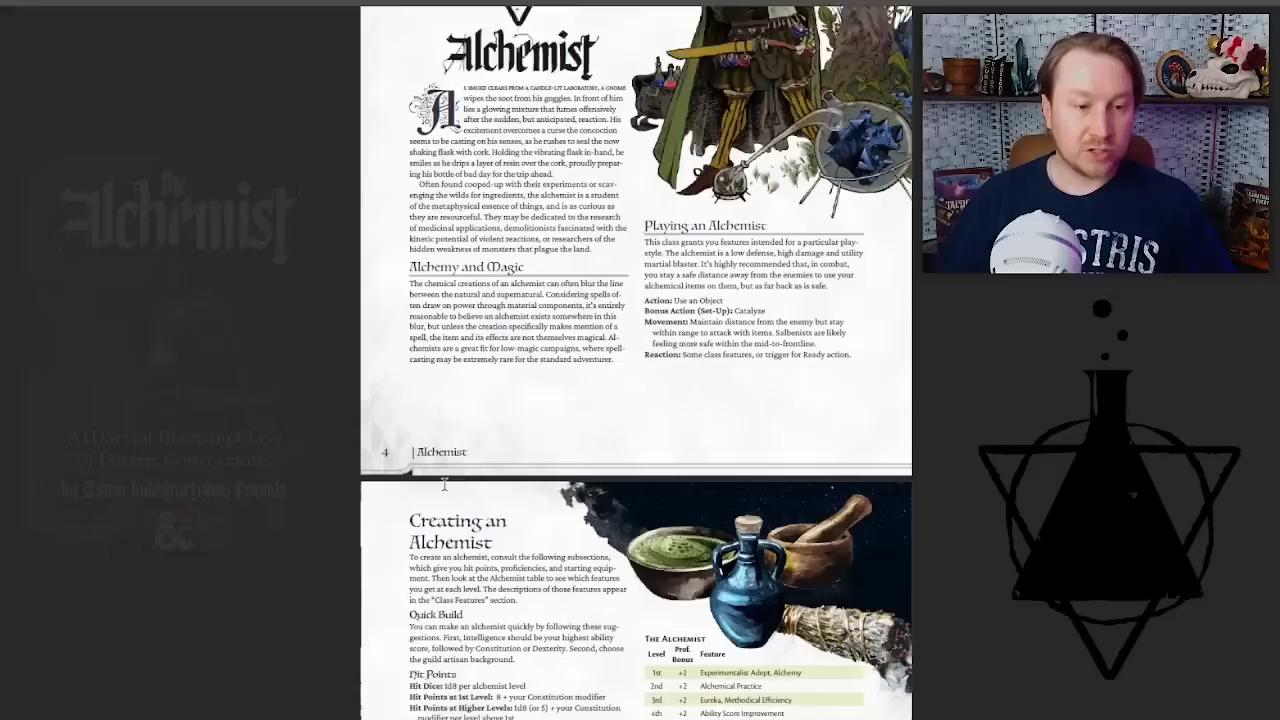 Alchemist
As smoke clears from a candle-lit laboratory, a gnome
wipes the soot from his goggles. In front of him
lies a glowing mixture that fumes offensively
after the sudden, but anticipated, reaction. His
excitement overcomes a curse the concoction
seems to be casting on his senses, as he rushes to seal the now
shaking flask with cork. Holding the vibrating flask in-hand, he
smiles as he drips a layer of resin over the cork, proudly prepar-
ing his bottle of bad day for the trip ahead.
Often found cooped-up with their experiments or scav-
enging the wilds for ingredients, the alchemist is a student
of the metaphysical essence of things, and is as curious as
they are resourceful. They may be dedicated to the research
of medicinal applications, demolitionists fascinated with the
kinetic potential of violent reactions, or researchers of the
hidden weakness of monsters that plague the land.
Alchemy and Magic
The chemical creations of an alchemist can often blur the line
between the natural and supernatural. Considering spells of-
ten draw on power through material components, it's entirely
reasonable to believe an alchemist exists somewhere in this
blur, but unless the creation specifically makes mention of a
spell, the item and its effects are not themselves magical. Al-
chemists are a great fit for low-magic campaigns, where spell-
casting may be extremely rare for the standard adventurer.
Playing an Alchemist
This class grants you features intended for a particular play-
style. The alchemist is a low defense, high damage and utility
martial blaster. It's highly recommended that, in combat,
you stay a safe distance away from the enemies to use your
alchemical items on them, but as far back as is safe.
Action: Use an Object
Bonus Action (Set-Up): Catalyze
Movement: Maintain distance from the enemy but stay
within range to attack with items. Salbenists are likely
feeling more safe within the mid-to-frontline.
Reaction: Some class features, or trigger for Ready action.
4 | Alchemist
Creating an
Alchemist
To create an alchemist, consult the following subsections,
which give you hit points, proficiencies, and starting equip-
ment. Then look at the Alchemist table to see which features
you get at each level. The descriptions of those features appear
in the "Class Features" section.
Quick Build
You can make an alchemist quickly by following these sug-
gestions. First, Intelligence should be your highest ability
score, followed by Constitution or Dexterity. Second, choose
the guild artisan background.
Hit Points
Hit Dice: 1d8 per alchemist level
Hit Points at 1st Level: 8 + your Constitution modifier
Hit Points at Higher Levels: 1d8 (or 5) + your Constitution
modifier per level above 1st
The Alchemist
Level Prof. Bonus Feature
1st +2 Experimentalist Adept, Alchemy
2nd +2 Alchemical Practice
3rd +2 Eureka, Methodical Efficiency
4th +2 Ability Score Improvement
The
Alchemist
A Martial Blasting Class
of Potent Concoctions
STRIS